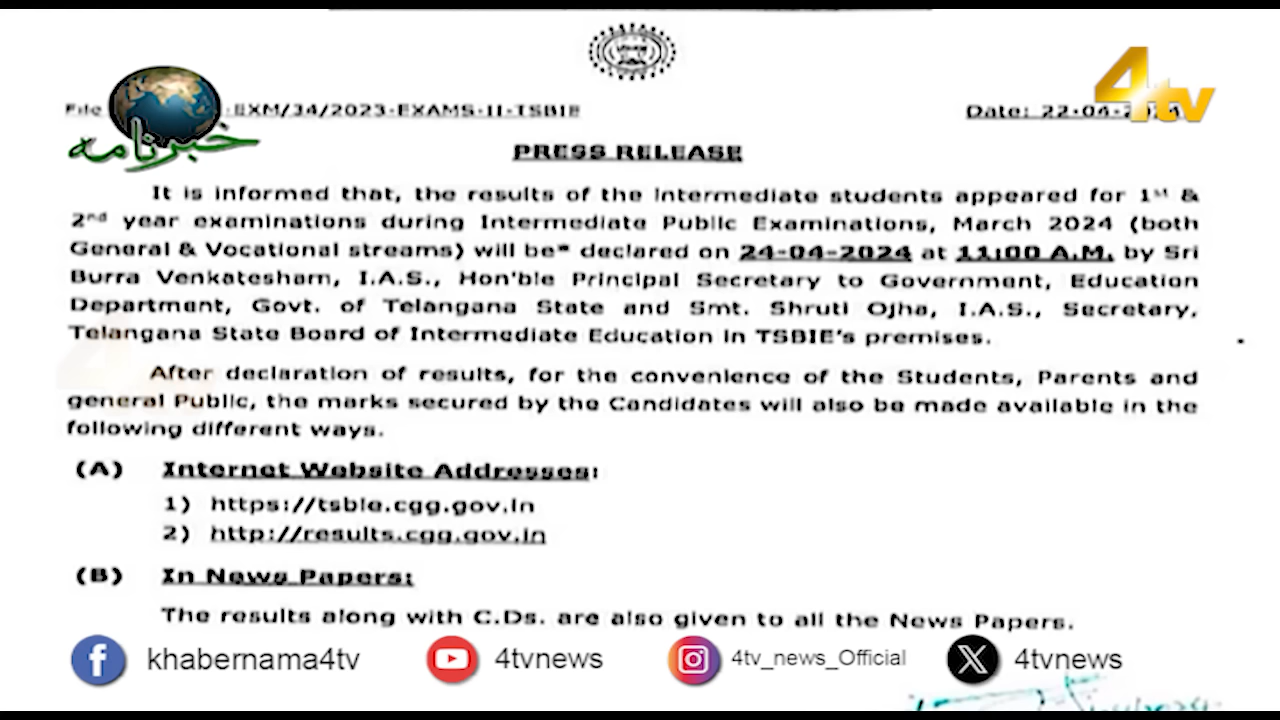 4tv
File :EXM/34/2023-EXAMS-II-TSBIE
Date: 22-04-
خبرنامہ
PRESS RELEASE
It is informed that, the results of the Intermediate students appeared for 1st &
2nd year examinations during Intermediate Public Examinations, March 2024 (both
General & Vocational streams) will be* declared on 24-04-2024 at 11:00 A.M. by Sri
Burra Venkatesham, I.A.S., Hon'ble Principal Secretary to Government, Education
Department, Govt. of Telangana State and Smt. Shruti Ojha, I.A.S., Secretary,
Telangana State Board of Intermediate Education in TSBIE's premises.
After declaration of results, for the convenience of the Students, Parents and
general Public, the marks secured by the Candidates will also be made available in the
following different ways.
(A) Internet Website Addresses:
1) https://tsbie.cgg.gov.in
2) http://results.cgg.gov.in
(B) In News Papers:
The results along with C.Ds. are also given to all the News Papers.
khabernama4tv
4tvnews
4tv_news_Official
4tvnews